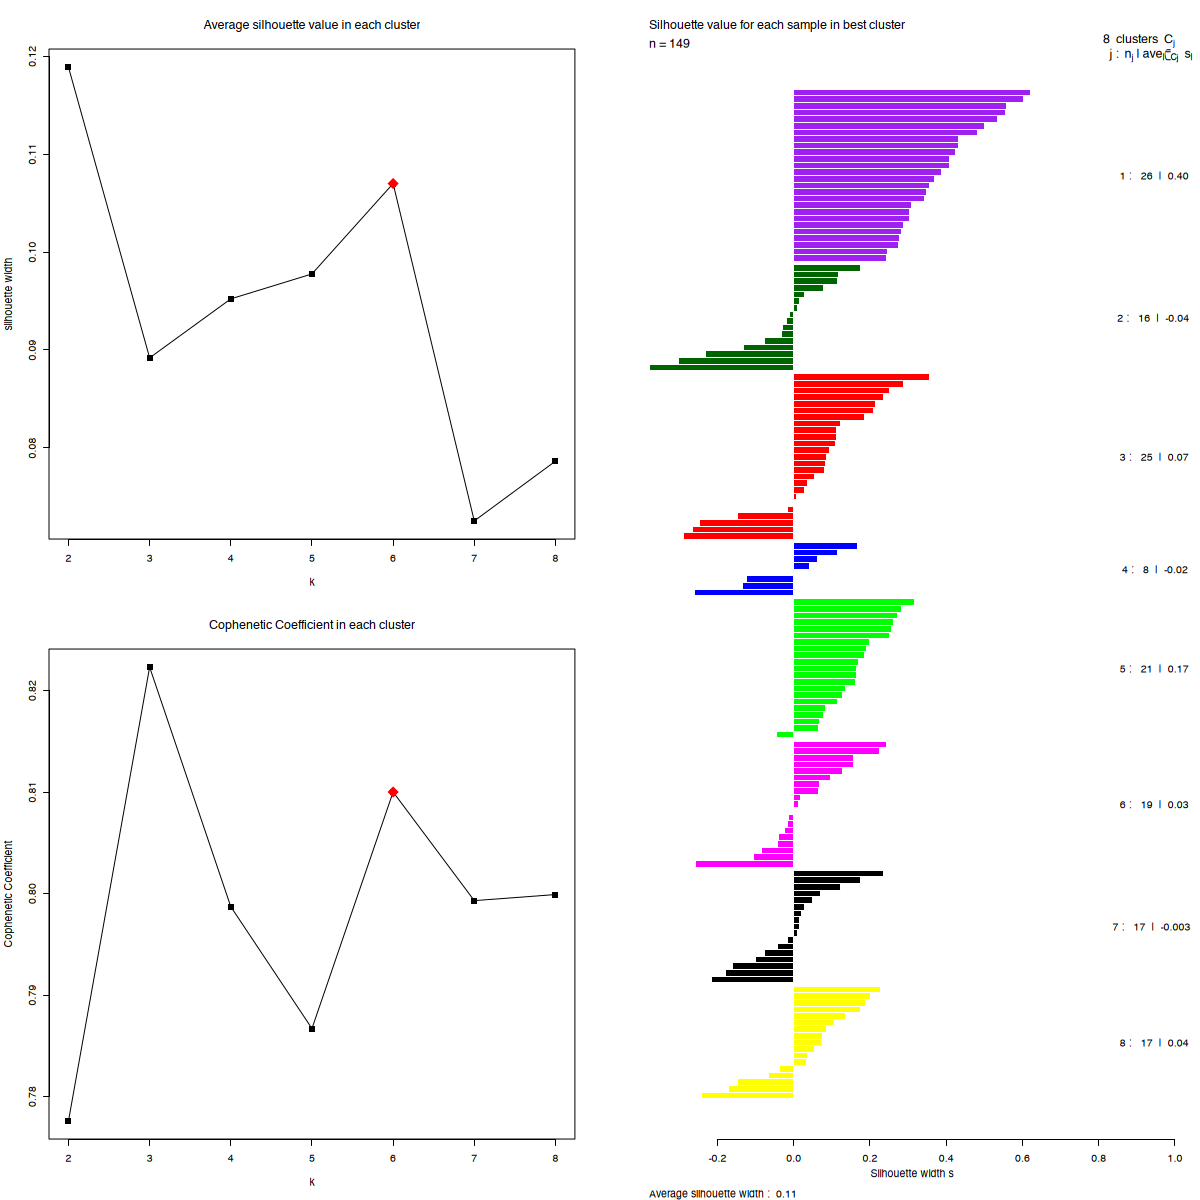 Average silhouette value in each cluster
silhouette width
0.12
0.11
0.10
0.09
0.08
2 3 4 5 6 7 8
k
Cophenetic Coefficient in each cluster
Cophenetic Coefficient
0.82
0.81
0.80
0.79
0.78
2 3 4 5 6 7 8
k
Silhouette value for each sample in best cluster
n = 149
8 clusters Cj
j : nj | avei∈Cj si
1 : 26 | 0.40
2 : 16 | -0.04
3 : 25 | 0.07
4 : 8 | -0.02
5 : 21 | 0.17
6 : 19 | 0.03
7 : 17 | -0.003
8 : 17 | 0.04
-0.2 0.0 0.2 0.4 0.6 0.8 1.0
Silhouette width s
Average silhouette width : 0.11